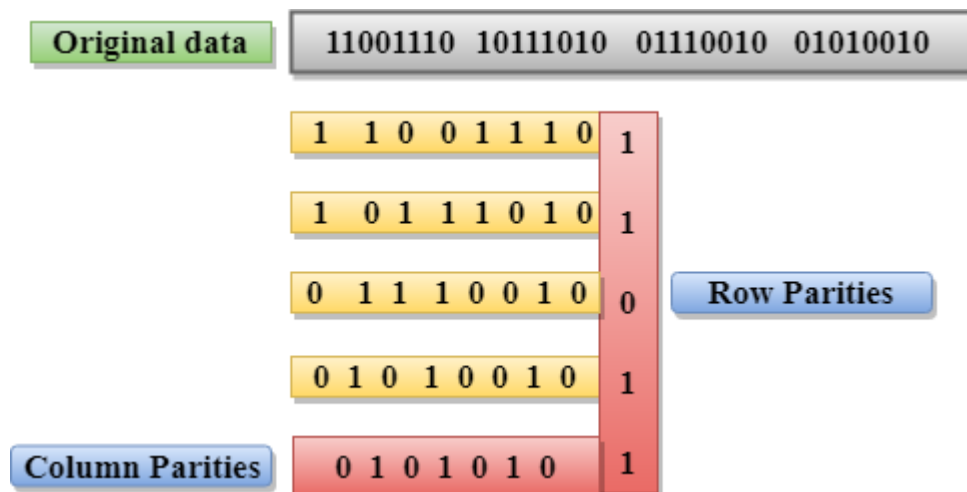 Original data 11001110 10111010 01110010 01010010
1 1 0 0 1 1 1 0 1
1 0 1 1 1 0 1 0 1
0 1 1 1 0 0 1 0 0 Row Parities
0 1 0 1 0 0 1 0 1
Column Parities 0 1 0 1 0 1 0 1